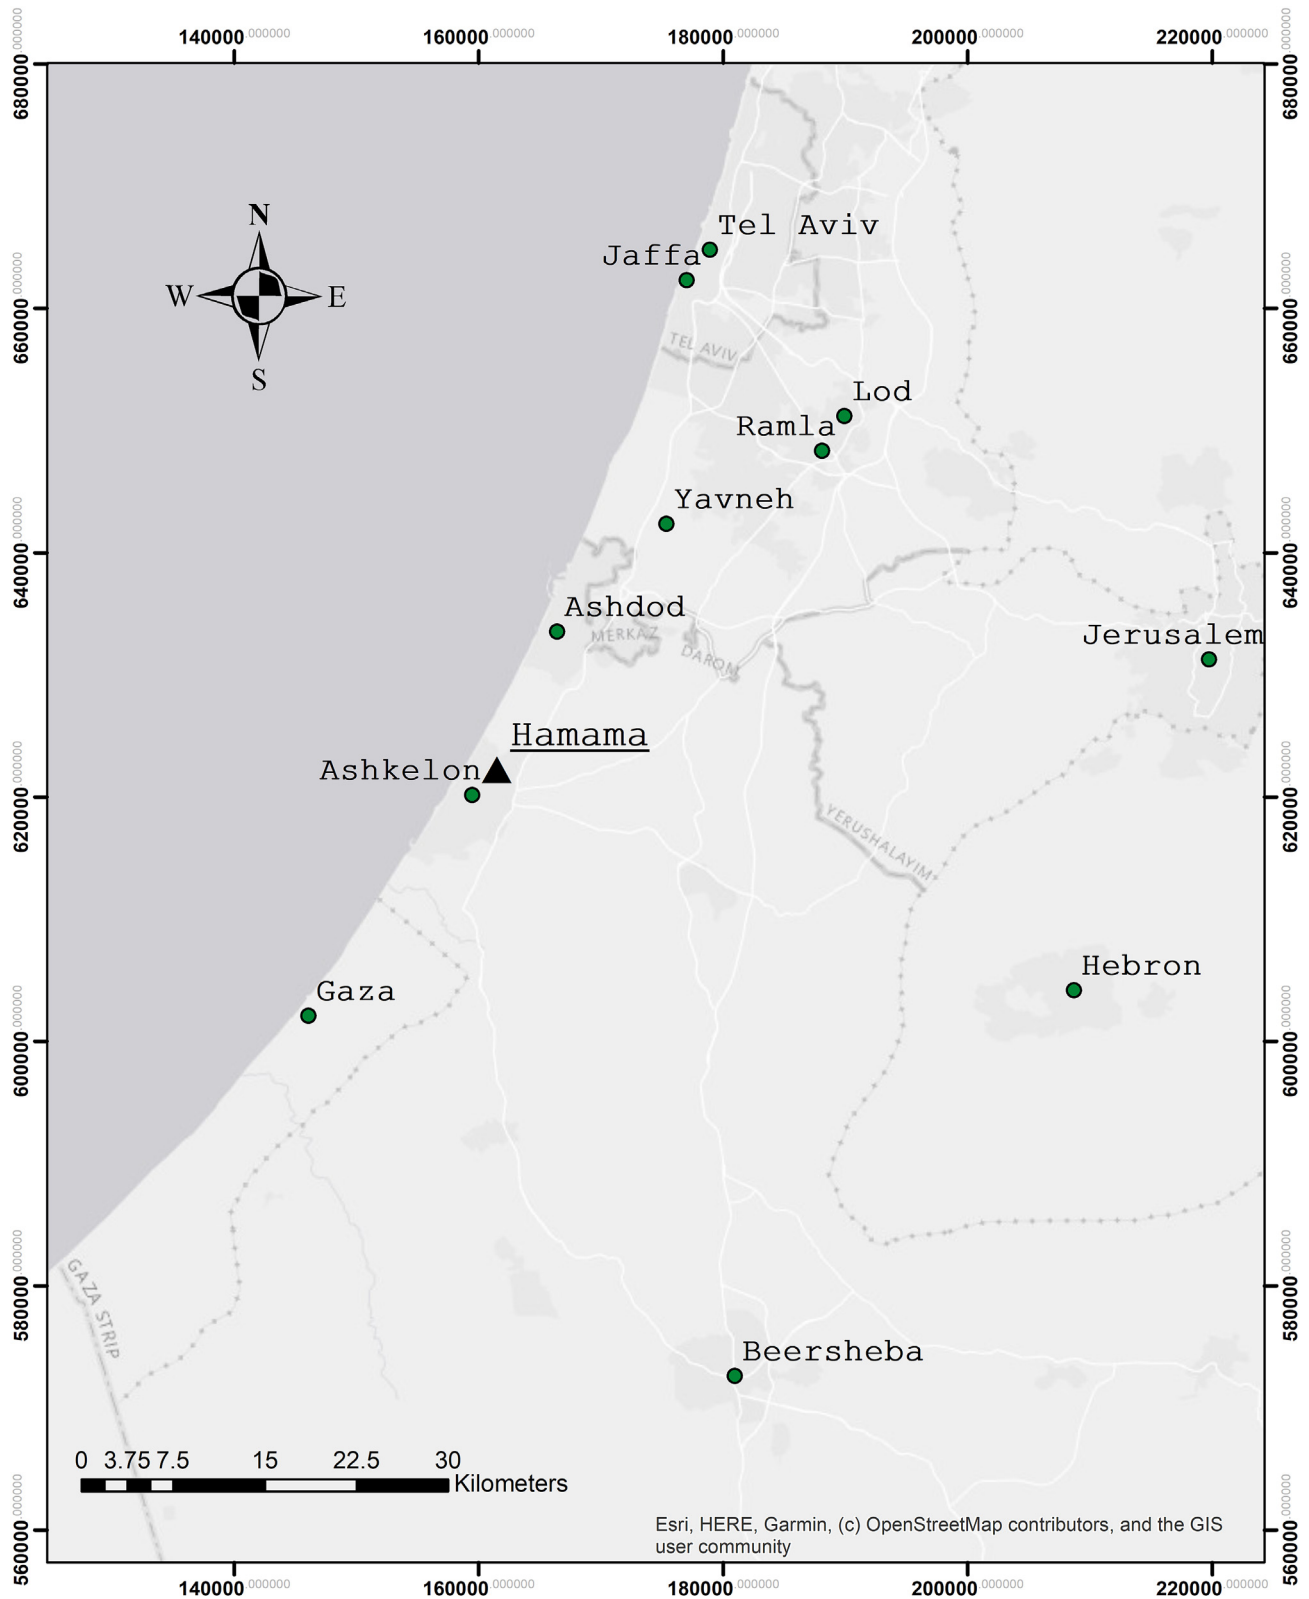 140000.000000 160000.000000 180000.000000 200000.000000 220000.000000
680000.000000 680000.000000
N
Tel Aviv
Jaffa
W E
660000.000000 660000.000000
TEL AVIV
S
Lod
Ramla
Yavneh
640000.000000 640000.000000
Ashdod
MERKAZ
Jerusalem
DAROM
Hamama
Ashkelon
620000.000000 620000.000000
YERUSHALAYIM
Hebron
Gaza
600000.000000 600000.000000
580000.000000 580000.000000
GAZA STRIP
Beersheba
0 3.75 7.5 15 22.5 30
Kilometers
560000.000000 560000.000000
Esri, HERE, Garmin, (c) OpenStreetMap contributors, and the GIS
user community
140000.000000 160000.000000 180000.000000 200000.000000 220000.000000